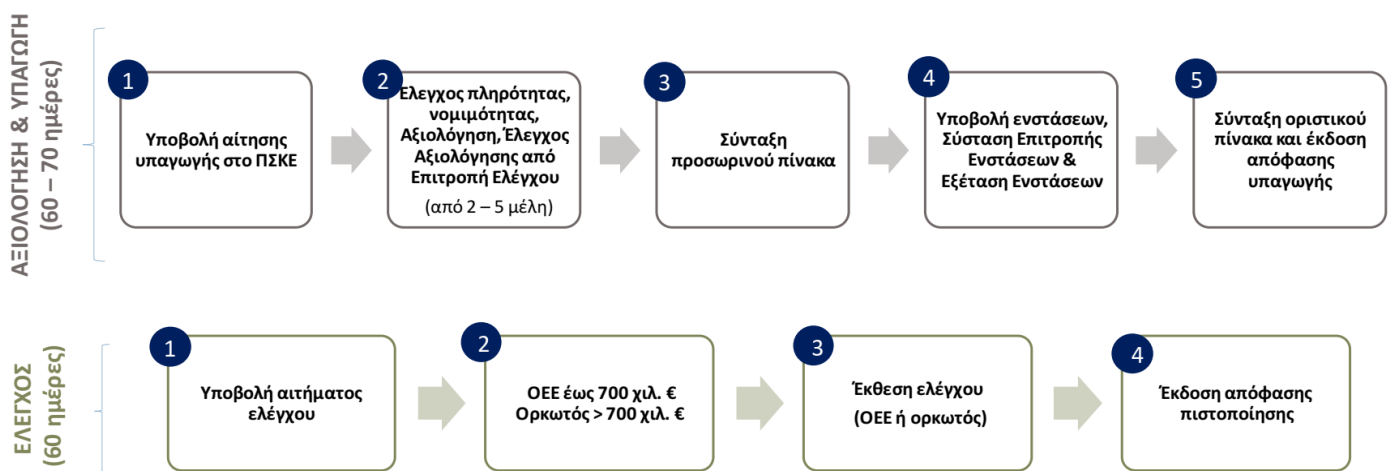 ΑΞΙΟΛΟΓΗΣΗ & ΥΠΑΓΩΓΗ
(60 – 70 ημέρες)
1
Υποβολή αίτησης
υπαγωγής στο ΠΣΚΕ
2
Έλεγχος πληρότητας,
νομιμότητας,
Αξιολόγηση, Έλεγχος
Αξιολόγησης από
Επιτροπή Ελέγχου
(από 2 – 5 μέλη)
3
Σύνταξη
προσωρινού πίνακα
4
Υποβολή ενστάσεων,
Σύσταση Επιτροπής
Ενστάσεων &
Εξέταση Ενστάσεων
5
Σύνταξη οριστικού
πίνακα και έκδοση
απόφασης
υπαγωγής
ΕΛΕΓΧΟΣ
(60 ημέρες)
1
Υποβολή αιτήματος
ελέγχου
2
ΟΕΕ έως 700 χιλ. €
Ορκωτός > 700 χιλ. €
3
Έκθεση ελέγχου
(ΟΕΕ ή ορκωτός)
4
Έκδοση απόφασης
πιστοποίησης